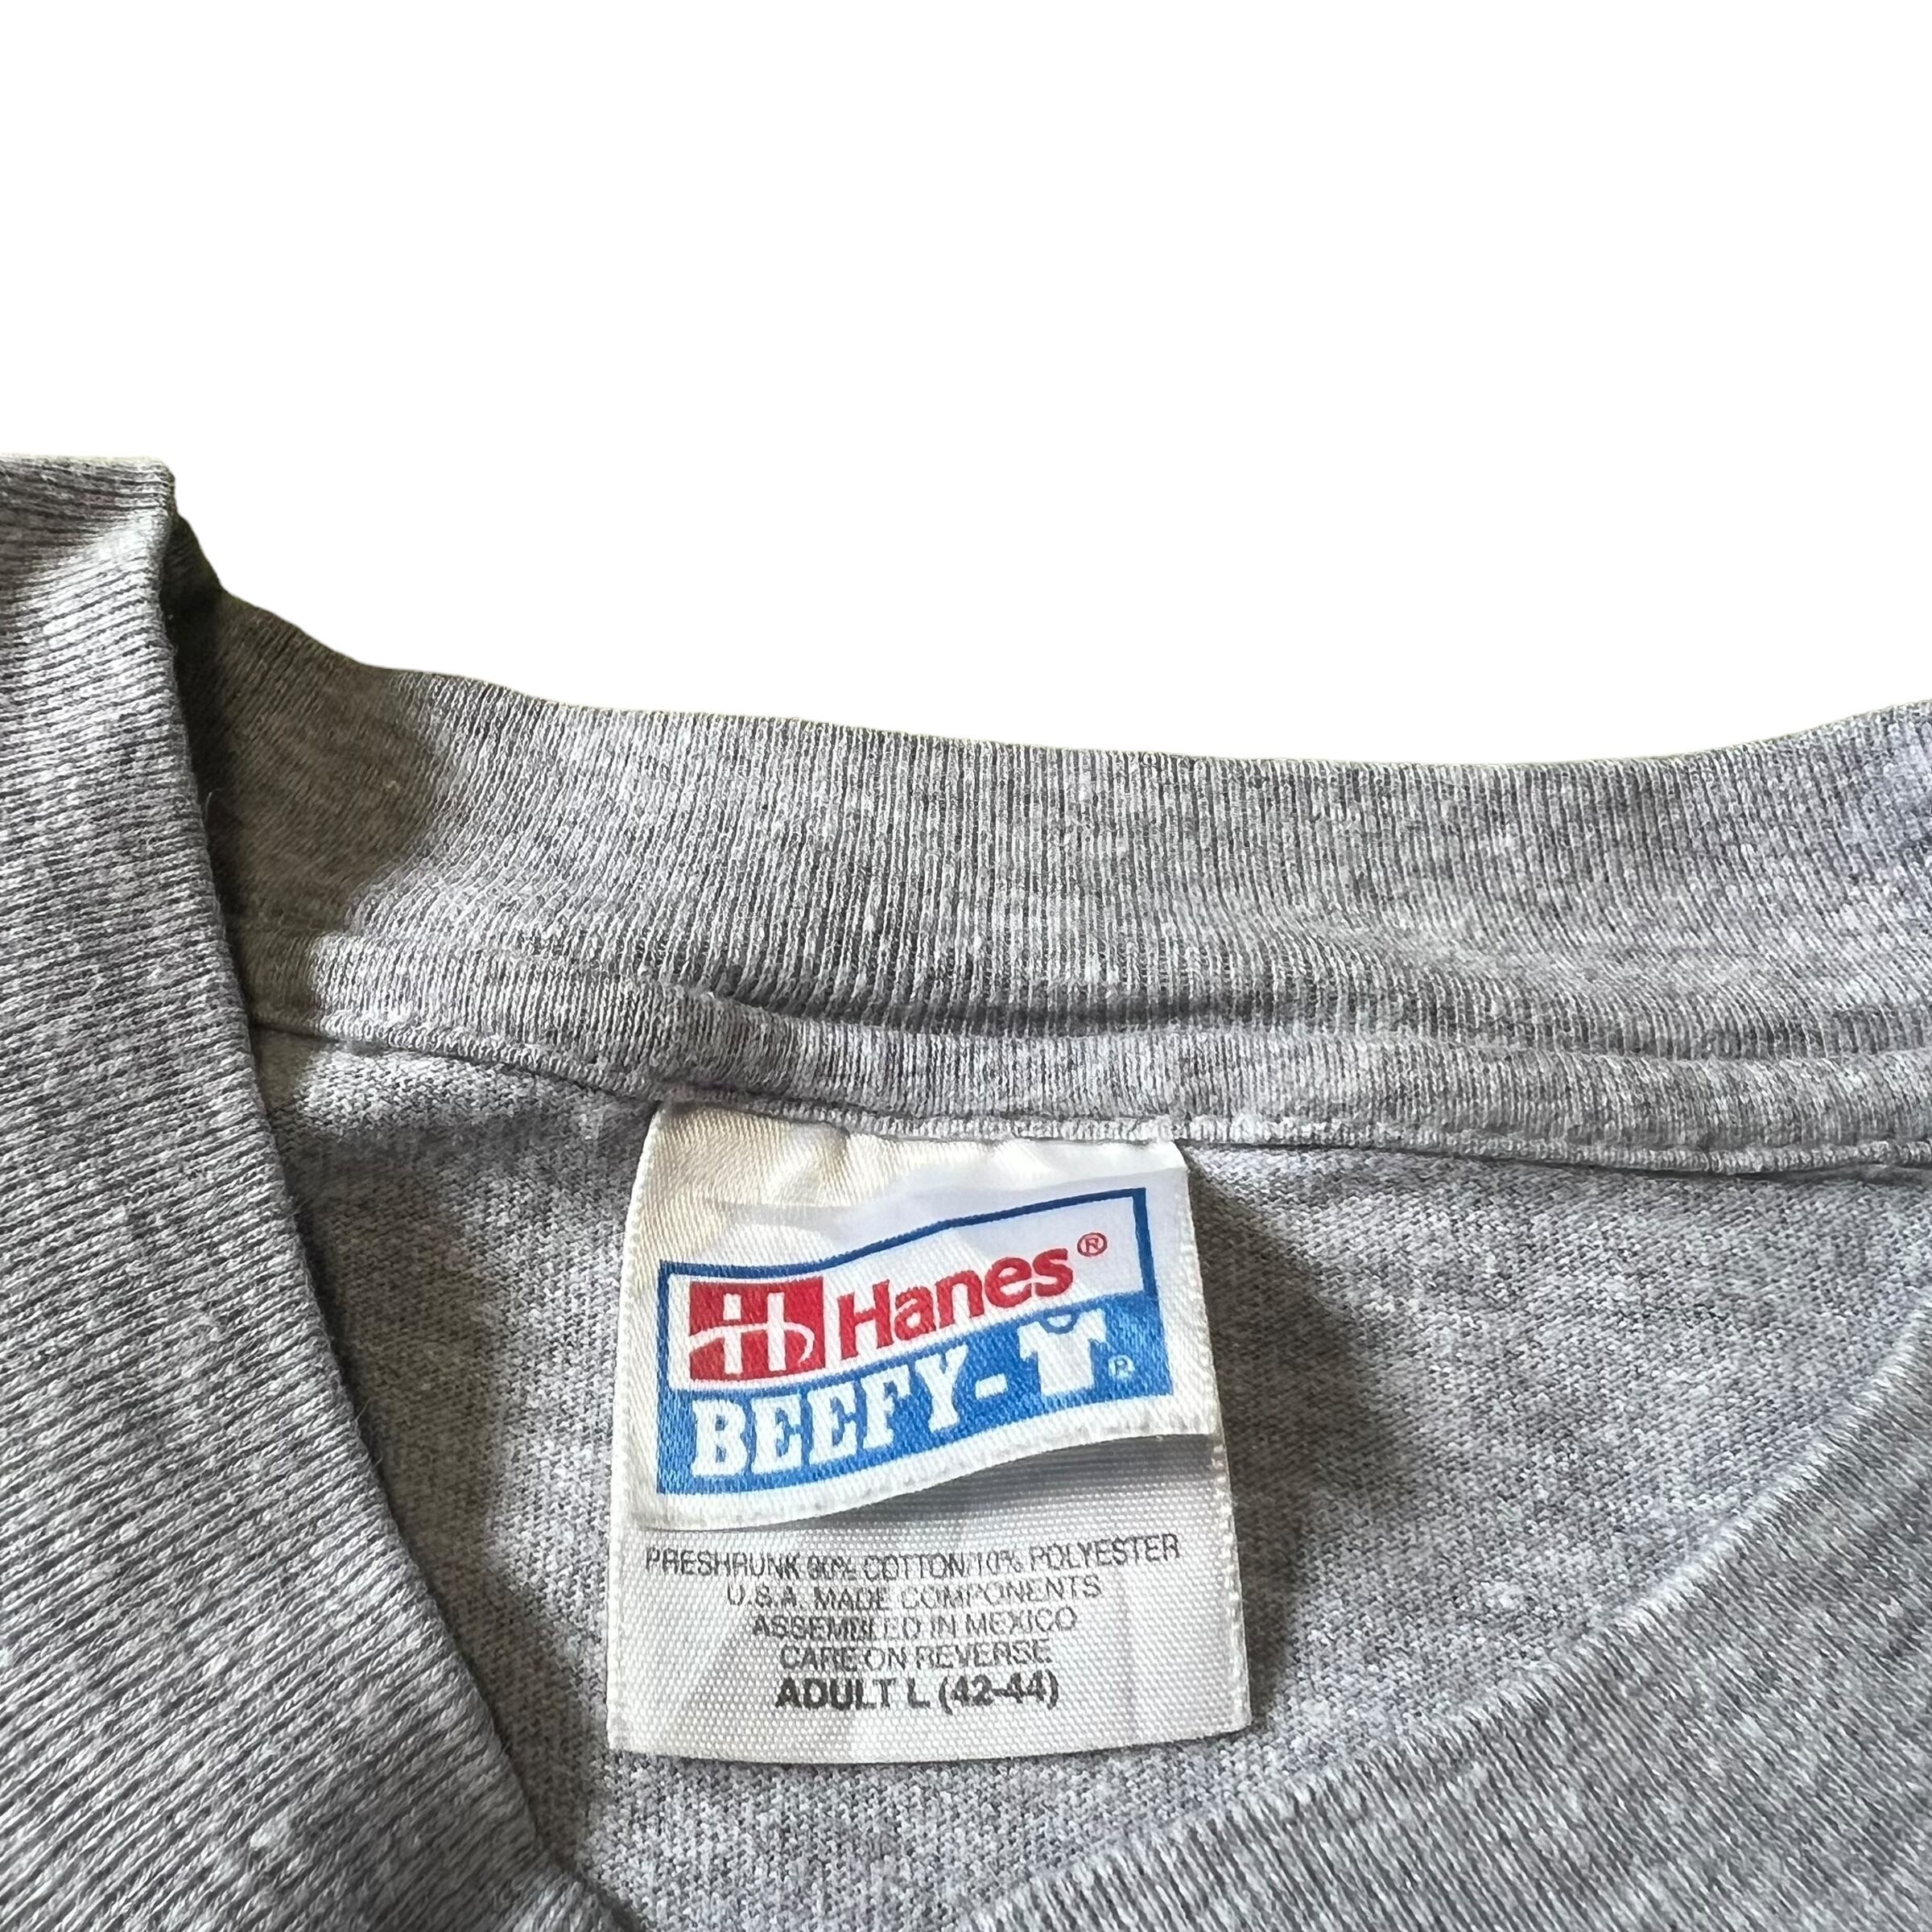 Hanes®
BEEFY-T®
PRESHRUNK 90% COTTON/10% POLYESTER
U.S.A. MADE COMPONENTS
ASSEMBLED IN MEXICO
CARE ON REVERSE
ADULT L (42-44)